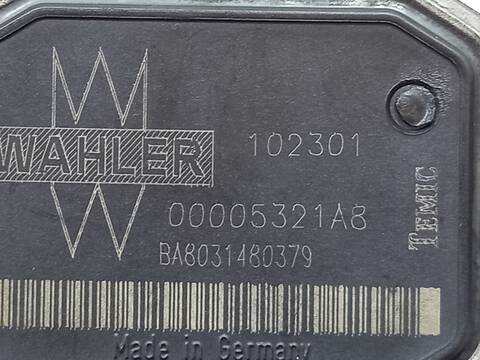 WAHLER
102301
00005321A8
BA8031480379
TEMIC
Made in Germany